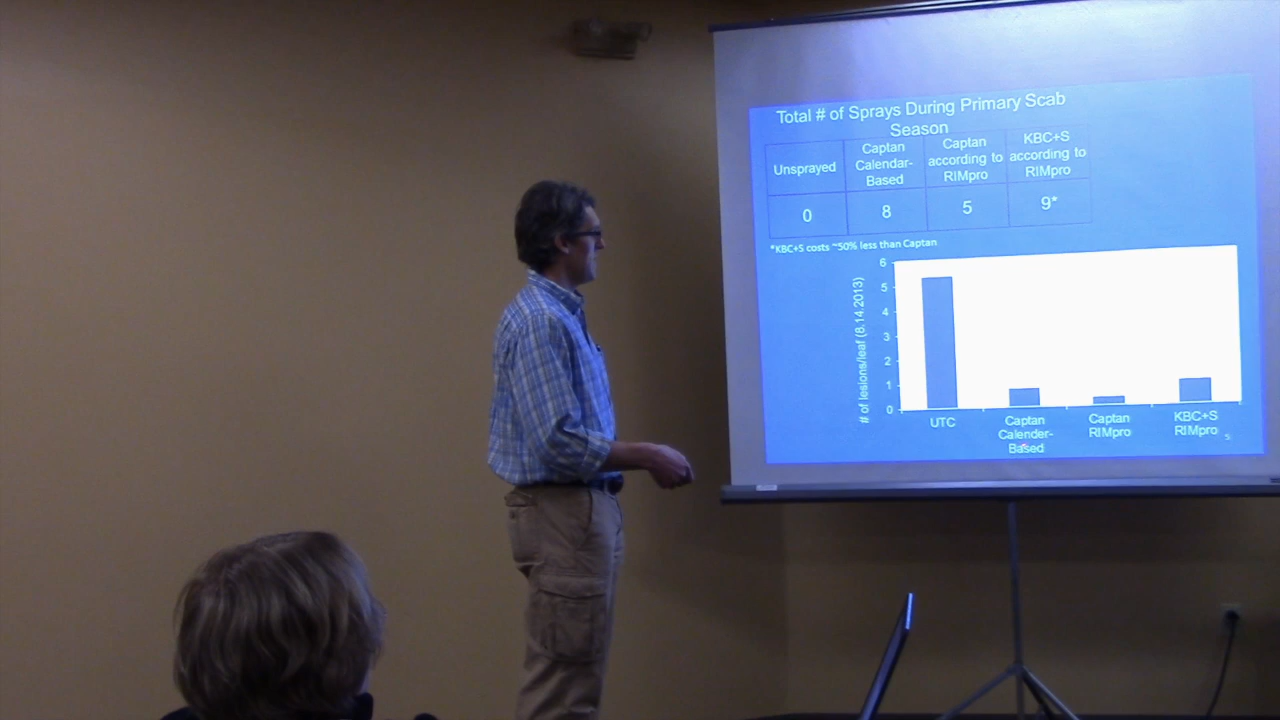 Total # of Sprays During Primary Scab
Season
Unsprayed
Captan
Calendar-
Based
Captan
according to
RIMpro
KBC+S
according to
RIMpro
0
8
5
9*
*KBC+S costs ~50% less than Captan
# of lesions/leaf (8.14.2013)
6
5
4
3
2
1
0
UTC
Captan
Calender-
Based
Captan
RIMpro
KBC+S
RIMpro
5